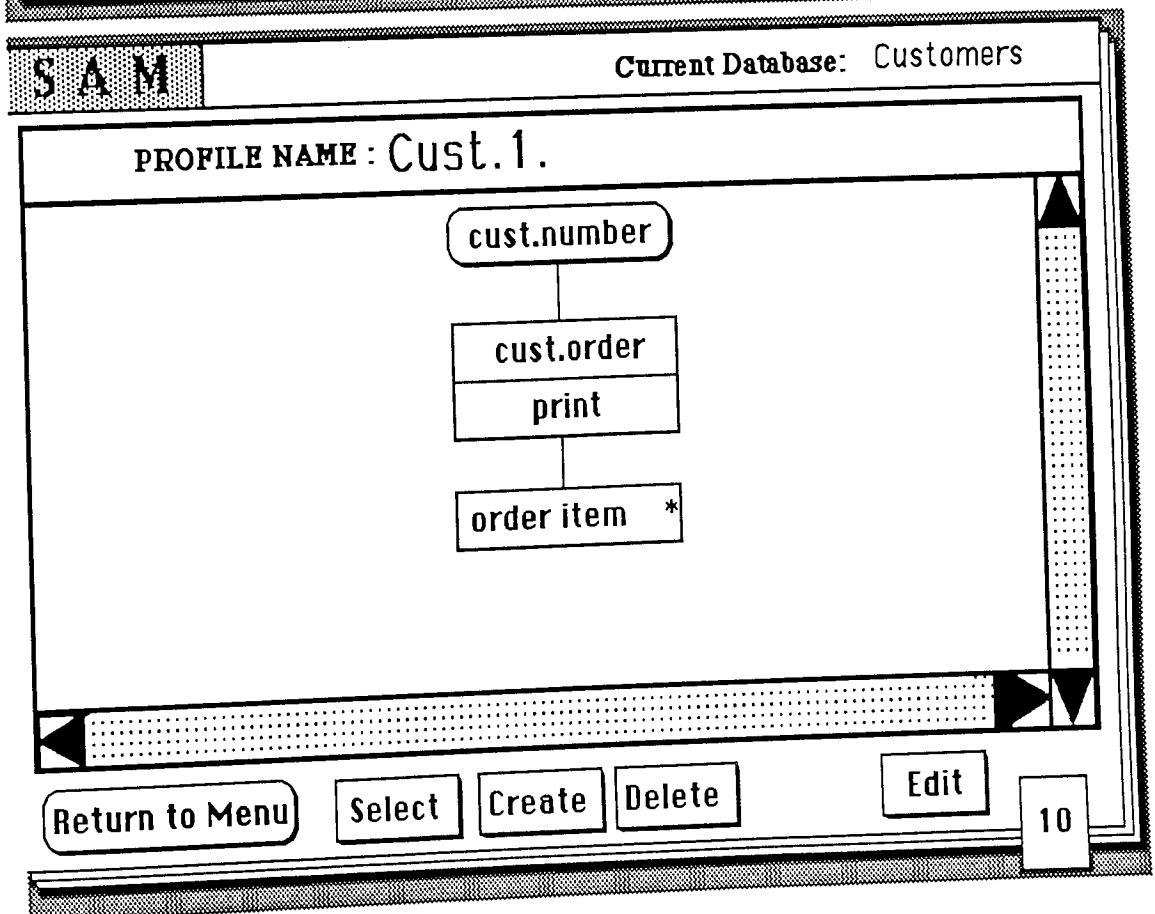 SAM
Current Database: Customers
PROFILE NAME : Cust.1.
cust.number
cust.order
print
order item *
Return to Menu Select Create Delete Edit
10